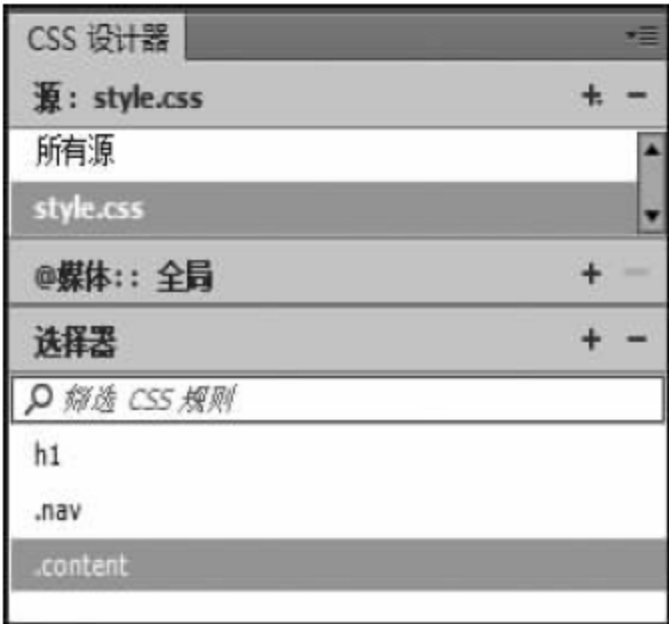 CSS 设计器
源: style.css
所有源
style.css
@媒体:: 全局
选择器
筛选 CSS 规则
h1
.nav
.content